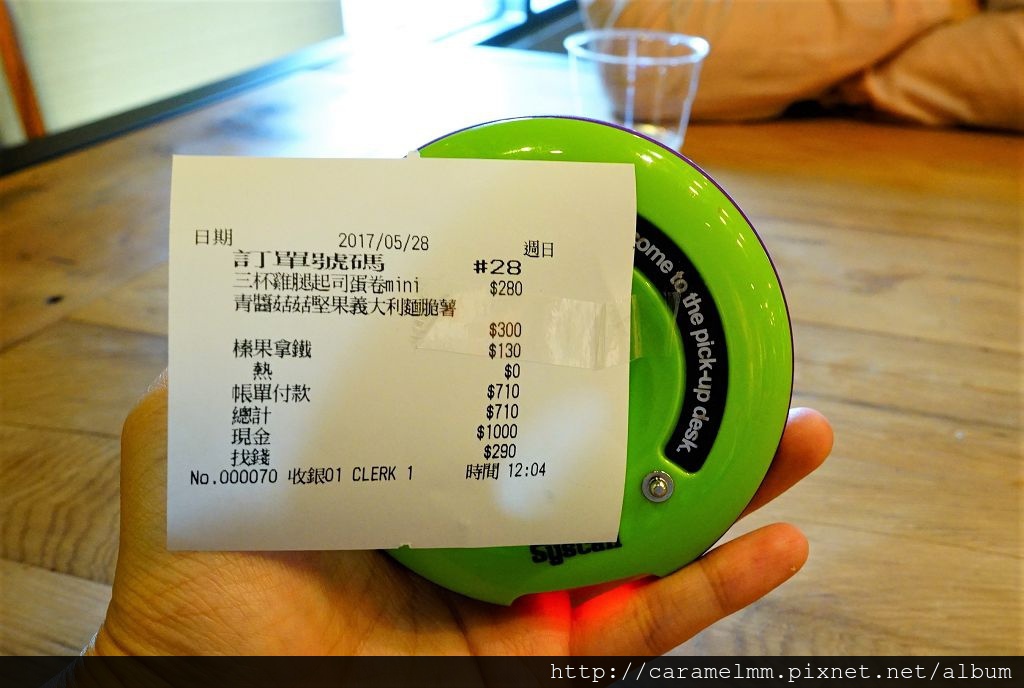 日期 2017/05/28 週日
訂單號碼 #28
三杯雞腿起司蛋卷mini $280
青醬菇菇堅果義大利麵脆薯
$300
榛果拿鐵 $130
熱 $0
帳單付款 $710
總計 $710
現金 $1000
找錢 $290
No.000070 收銀01 CLERK 1 時間 12:04
come to the pick-up desk
http://caramelmm.pixnet.net/album